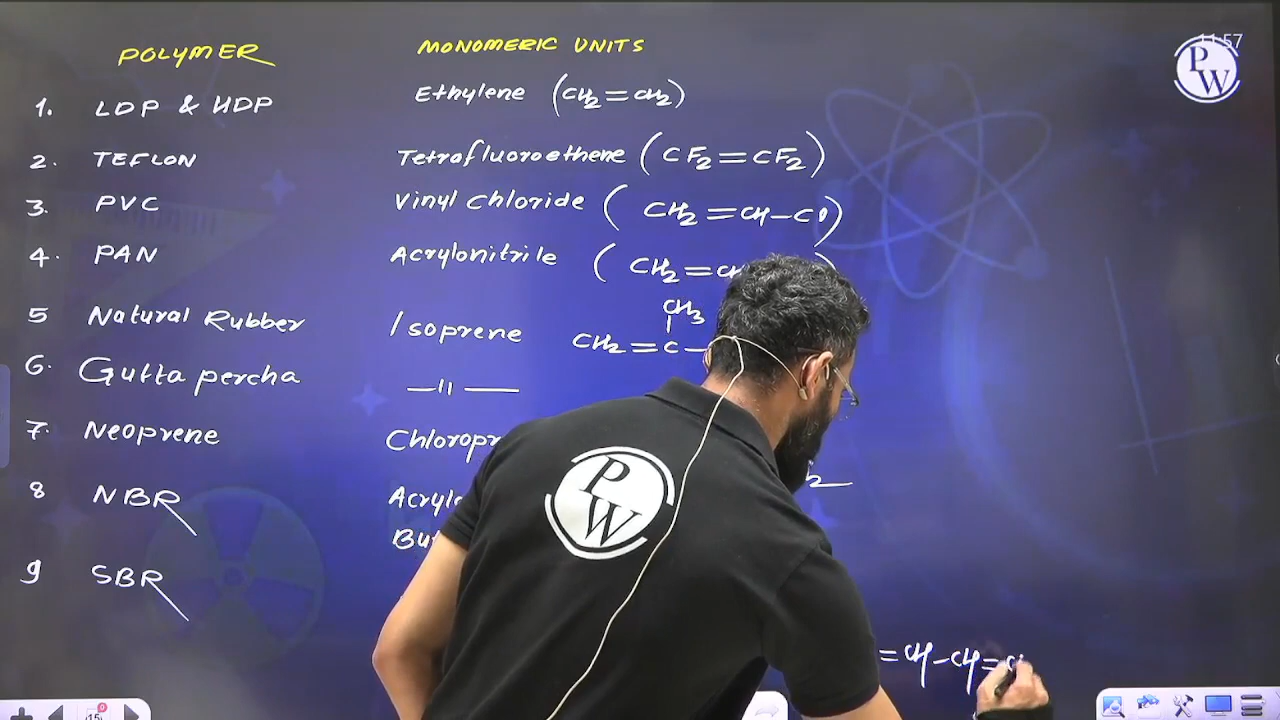 POLYMER MONOMERIC UNITS
1. LDP & HDP Ethylene (CH2=CH2)
2. TEFLON Tetrafluoroethene (CF2=CF2)
3. PVC Vinyl Chloride (CH2=CH-Cl)
4. PAN Acrylonitrile (CH2=CH
CH3
5 Natural Rubber Isoprene CH2=C-
6. Gutta percha —"—
7. Neoprene Chloropr
8 NBR Acrylo
Bu
9 SBR
=CH-CH=C
PW
PW
15